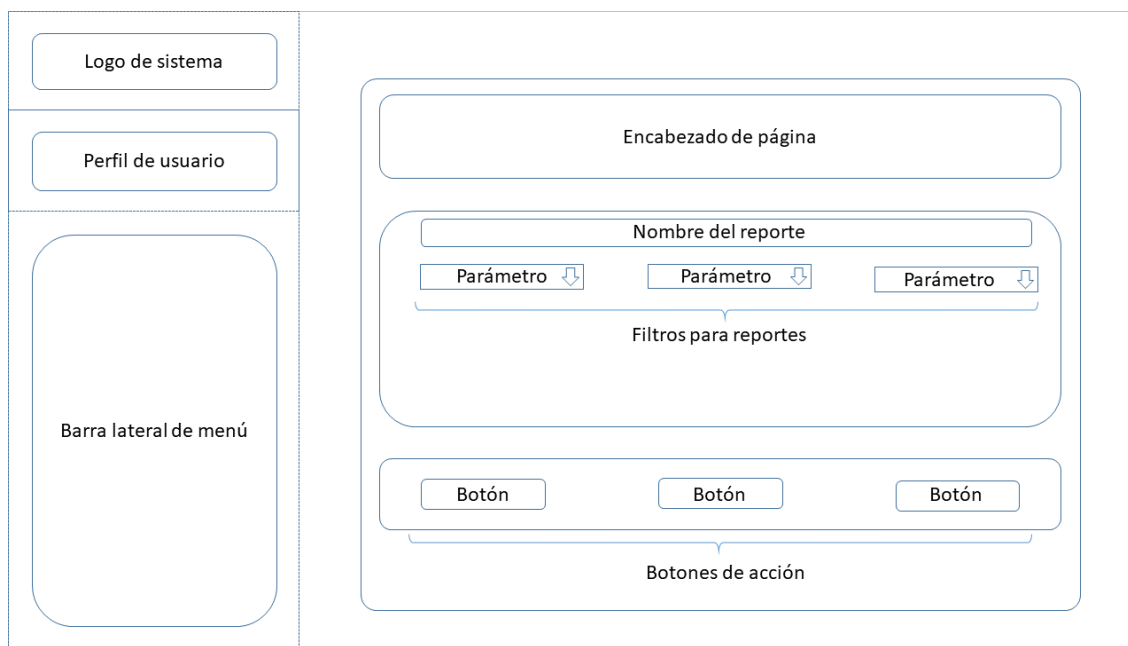 Logo de sistema
Perfil de usuario
Barra lateral de menú
Encabezado de página
Nombre del reporte
Parámetro
Parámetro
Parámetro
Filtros para reportes
Botón
Botón
Botón
Botones de acción